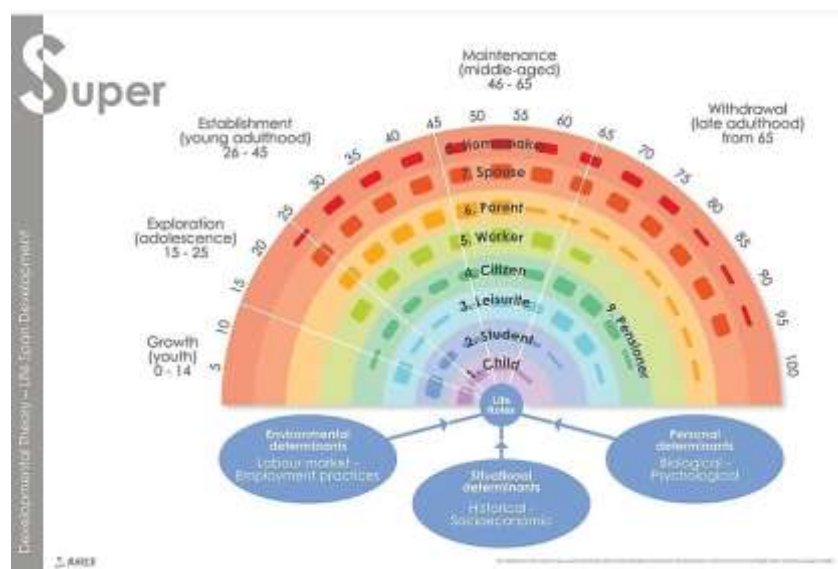 Super
Developmental Theory – Life-Span Development
Maintenance
(middle-aged)
46 - 65
Establishment
(young adulthood)
26 - 45
Withdrawal
(late adulthood)
from 65
Exploration
(adolescence)
15 - 25
Growth
(youth)
0 - 14
5
10
15
20
25
30
35
40
45
50
55
60
65
70
75
80
85
90
95
100
8. Homemaker
7. Spouse
6. Parent
5. Worker
4. Citizen
3. Leisurite
2. Student
1. Child
9. Pensioner
Life
Roles
Environmental
determinants
Labour market -
Employment practices
Situational
determinants
Historical -
Socioeconomic
Personal
determinants
Biological -
Psychological